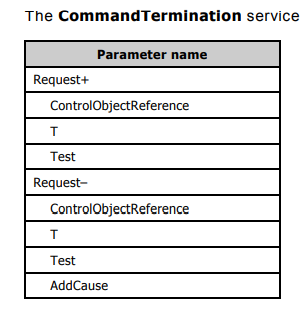 The CommandTermination service
Parameter name
Request+
ControlObjectReference
T
Test
Request–
ControlObjectReference
T
Test
AddCause